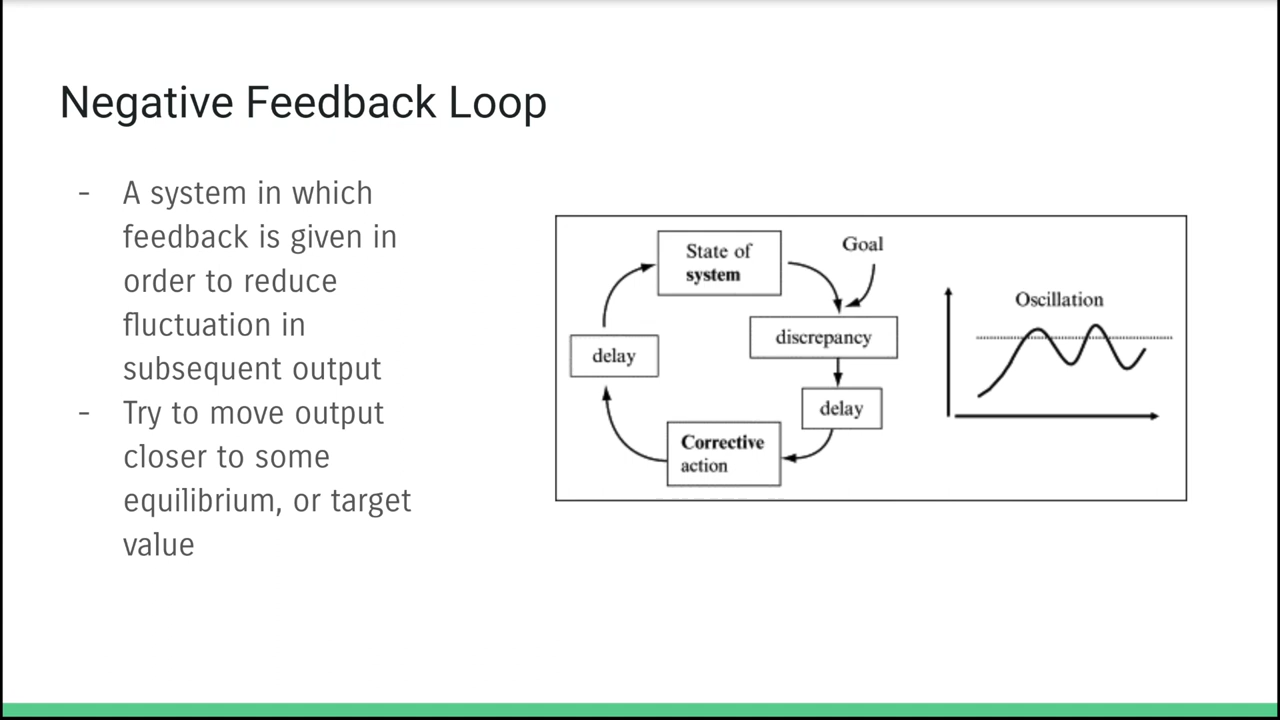 Negative Feedback Loop
- A system in which
feedback is given in
order to reduce
fluctuation in
subsequent output
- Try to move output
closer to some
equilibrium, or target
value
State of
system
Goal
discrepancy
delay
delay
Corrective
action
Oscillation